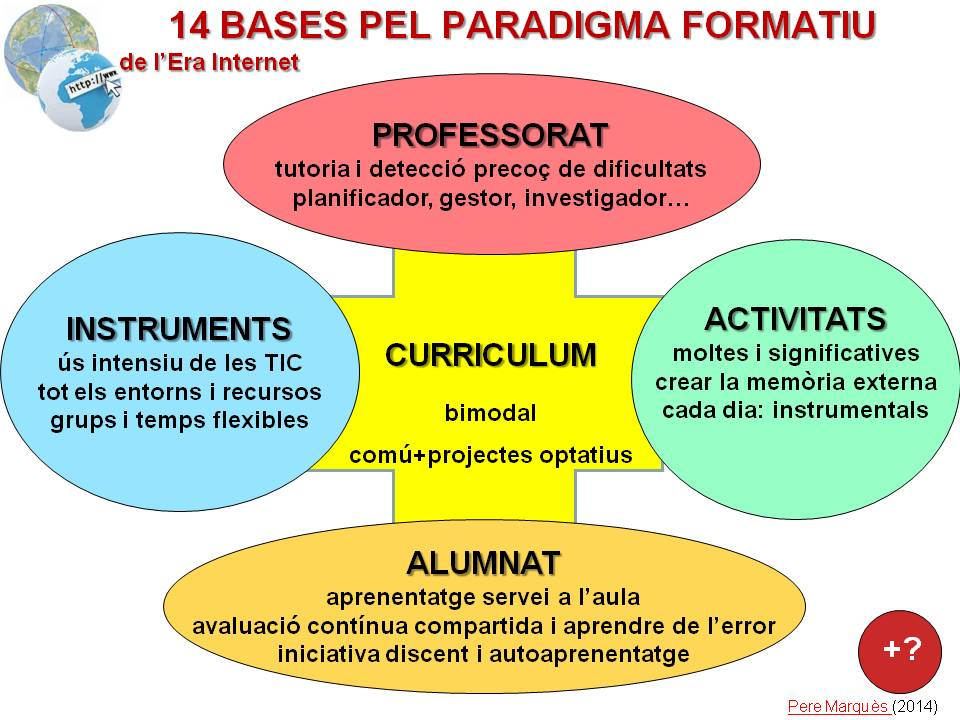 14 BASES PEL PARADIGMA FORMATIU
de l’Era Internet
http://www
PROFESSORAT
tutoria i detecció precoç de dificultats
planificador, gestor, investigador…
INSTRUMENTS
ús intensiu de les TIC
tot els entorns i recursos
grups i temps flexibles
CURRICULUM
bimodal
comú+projectes optatius
ACTIVITATS
moltes i significatives
crear la memòria externa
cada dia: instrumentals
ALUMNAT
aprenentatge servei a l’aula
avaluació contínua compartida i aprendre de l’error
iniciativa discent i autoaprenentatge
+?
Pere Marquès (2014)